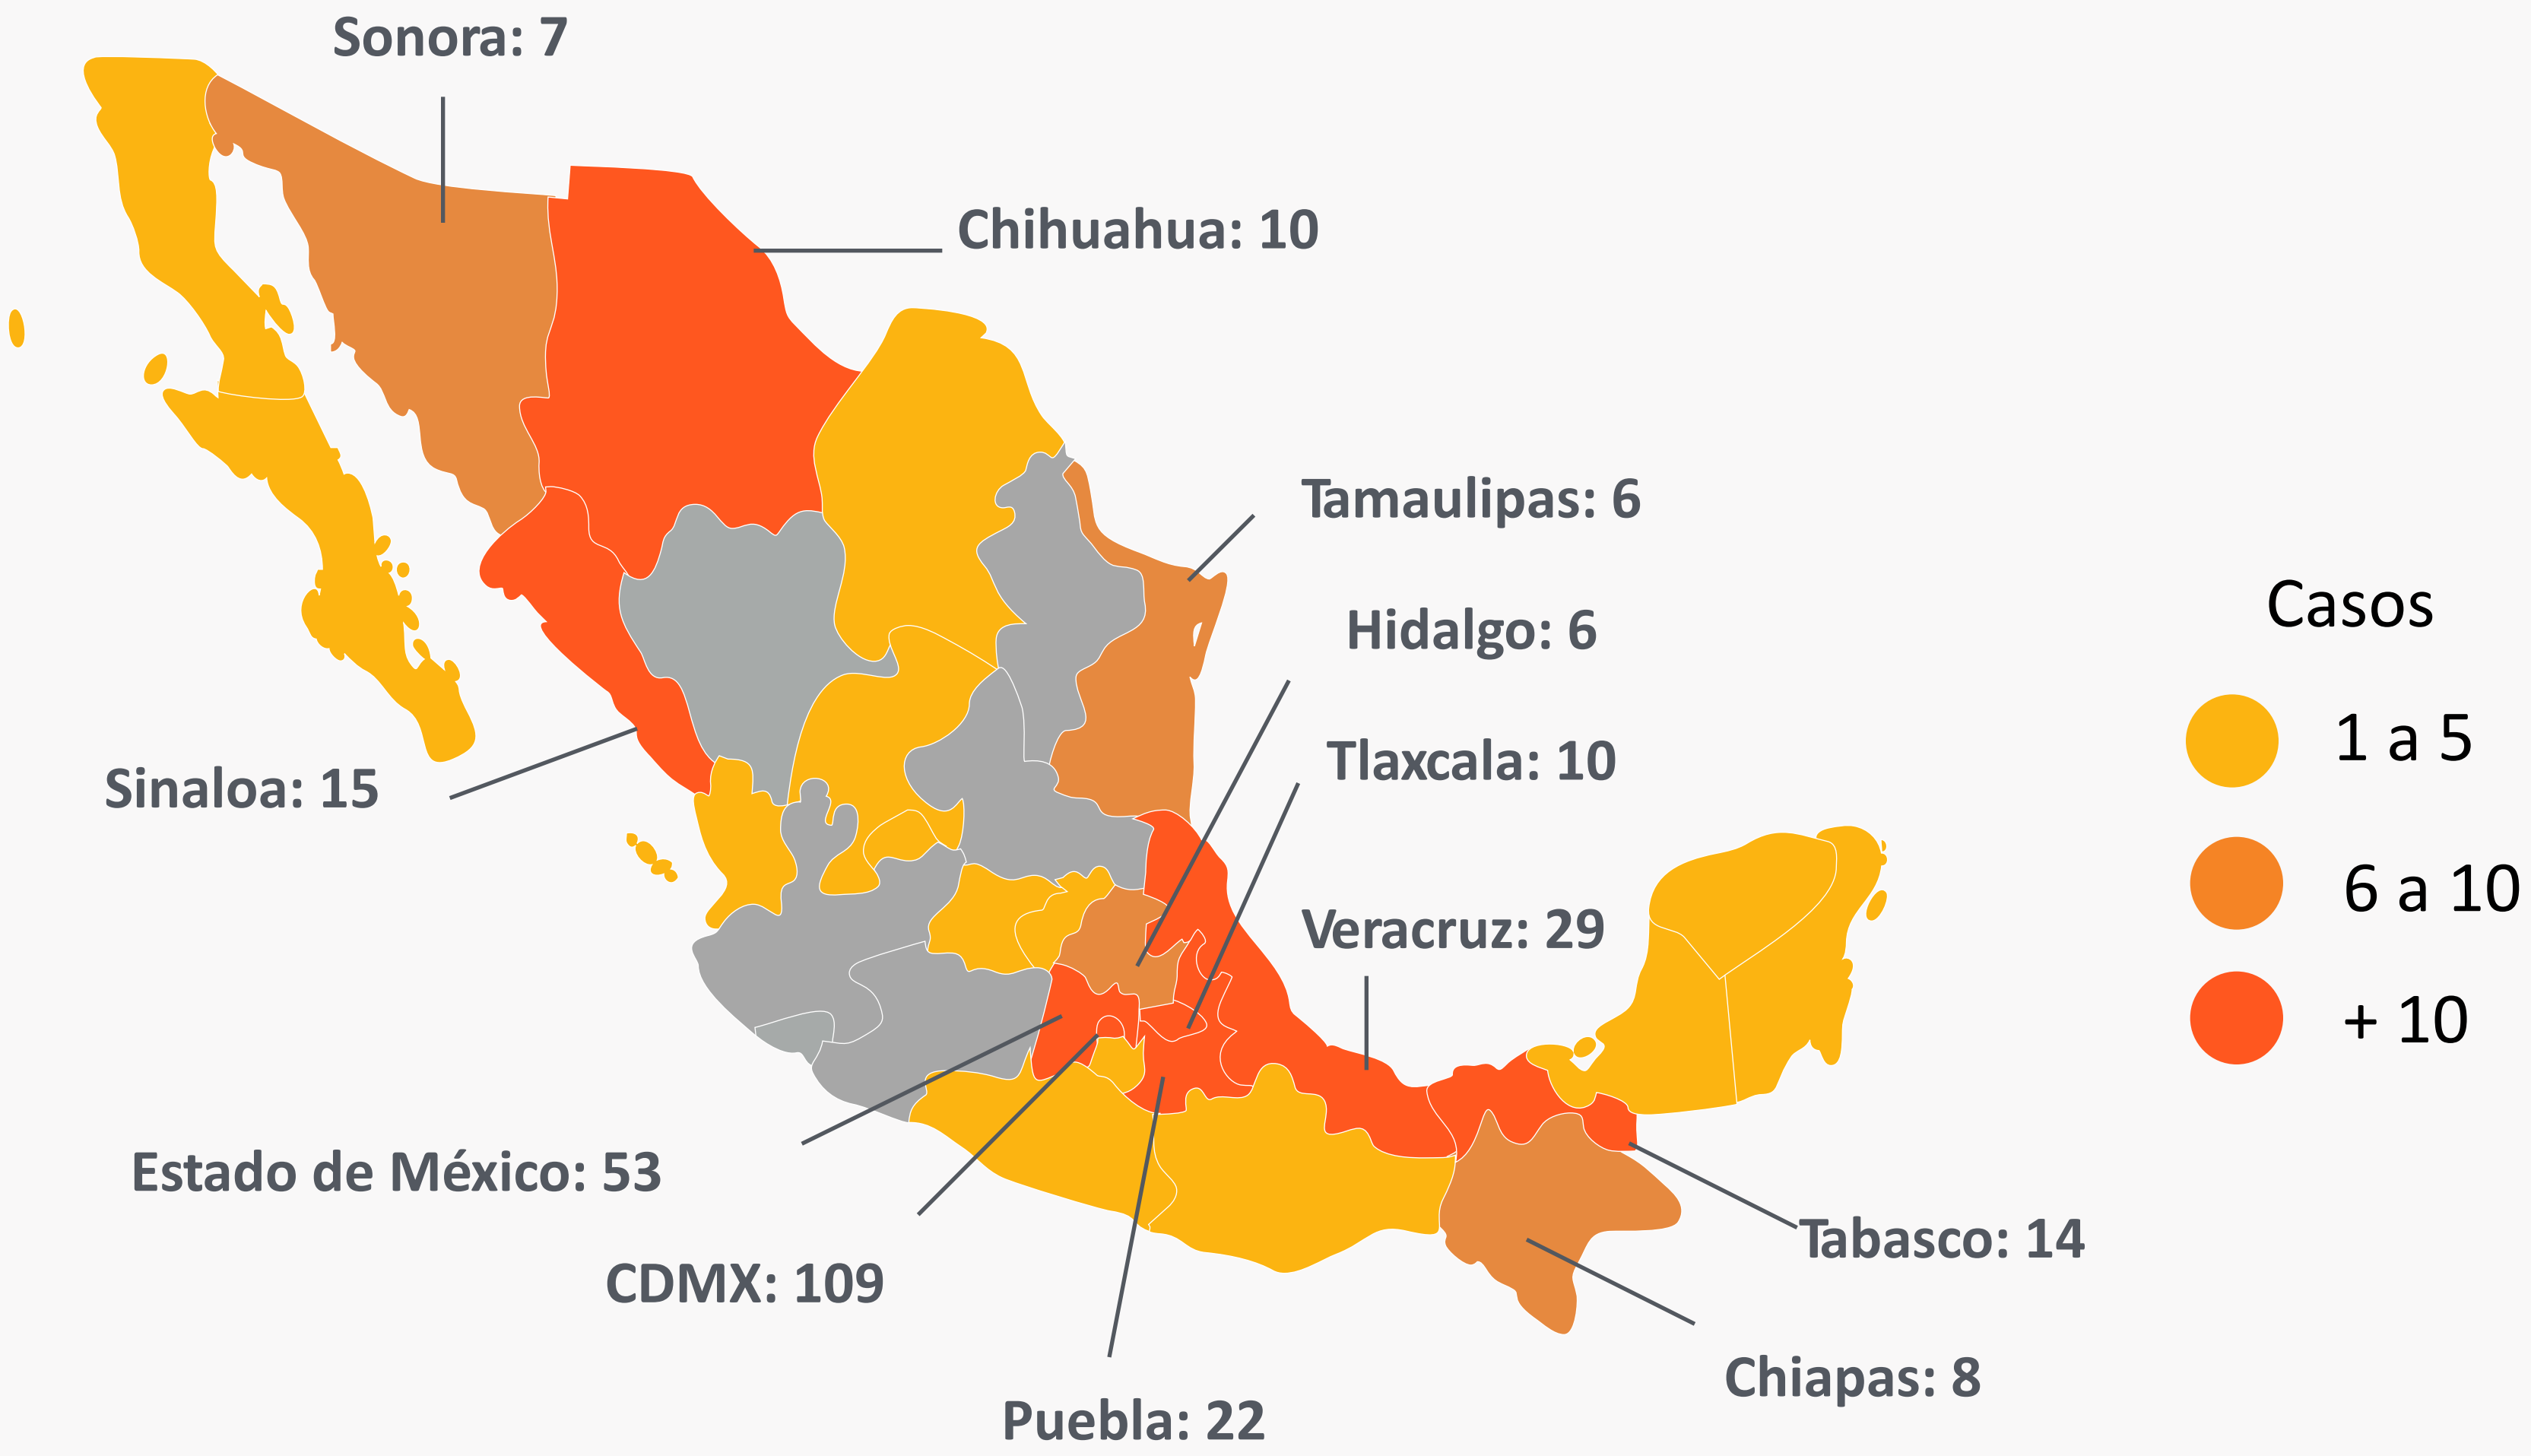 Sonora: 7
Chihuahua: 10
Tamaulipas: 6
Hidalgo: 6
Tlaxcala: 10
Sinaloa: 15
Veracruz: 29
Estado de México: 53
CDMX: 109
Puebla: 22
Tabasco: 14
Chiapas: 8
Casos
1 a 5
6 a 10
+ 10